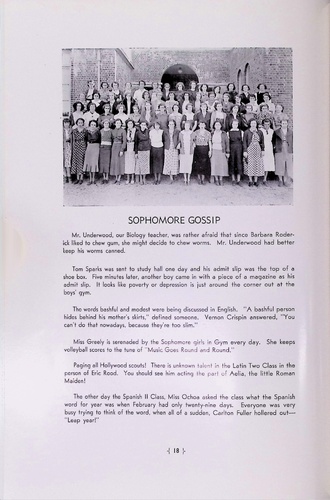 SOPHOMORE GOSSIP
Mr. Underwood, our Biology teacher, was rather afraid that since Barbara Roder-
ick liked to chew gum, she might decide to chew worms. Mr. Underwood had better
keep his worms canned.
Tom Sparks was sent to study hall one day and his admit slip was the top of a
shoe box. Five minutes later, another boy came in with a piece of a magazine as his
admit slip. It looks like poverty or depression is just around the corner out at the
boys' gym.
The words bashful and modest were being discussed in English. "A bashful person
hides behind his mother's skirts," defined someone. Vernon Crispin answered, "You
can't do that nowadays, because they're too slim."
Miss Greely is serenaded by the Sophomore girls in Gym every day. She keeps
volleyball scores to the tune of "Music Goes Round and Round."
Paging all Hollywood scouts! There is unknown talent in the Latin Two Class in the
person of Eric Rood. You should see him acting the part of Aelia, the little Roman
Maiden!
The other day the Spanish II Class, Miss Ochoa asked the class what the Spanish
word for year was when February had only twenty-nine days. Everyone was very
busy trying to think of the word, when all of a sudden, Carlton Fuller hollered out—
"Leap year!"
{ 18 }